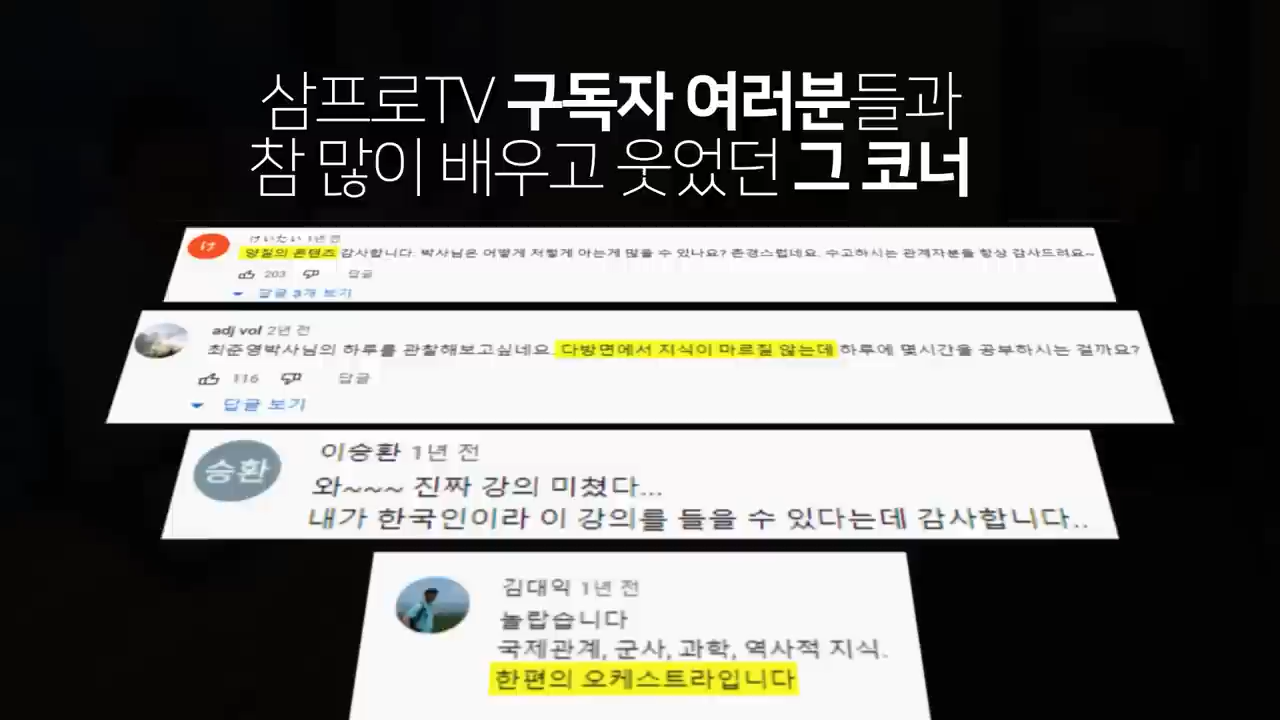 삼프로TV 구독자 여러분들과
참 많이 배우고 웃었던 그 코너
け
けいたい 1년 전
양질의 콘텐츠 감사합니다. 박사님은 어떻게 저렇게 아는게 많을 수 있나요? 존경스럽네요. 수고하시는 관계자분들 항상 감사드려요~
203 답글
답글 3개 보기
adj vol 2년 전
최준영박사님의 하루를 관찰해보고싶네요. 다방면에서 지식이 마르질 않는데 하루에 몇시간을 공부하시는 걸까요?
116 답글
답글 보기
승환
이승환 1년 전
와~~~ 진짜 강의 미쳤다...
내가 한국인이라 이 강의를 들을 수 있다는데 감사합니다..
김대익 1년 전
놀랍습니다
국제관계, 군사, 과학, 역사적 지식.
한편의 오케스트라입니다